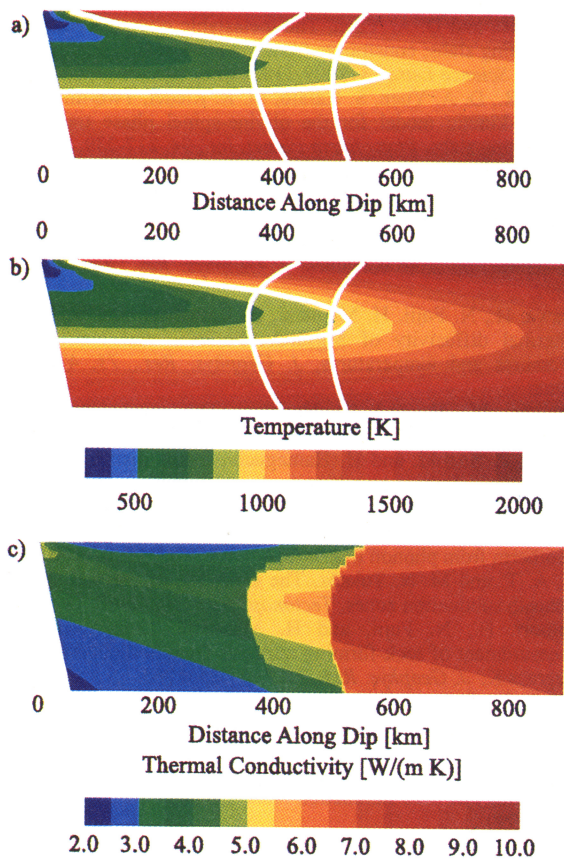 a)
0 200 400 600 800
Distance Along Dip [km]
0 200 400 600 800
b)
Temperature [K]
500 1000 1500 2000
c)
0 200 400 600 800
Distance Along Dip [km]
Thermal Conductivity [W/(m K)]
2.0 3.0 4.0 5.0 6.0 7.0 8.0 9.0 10.0